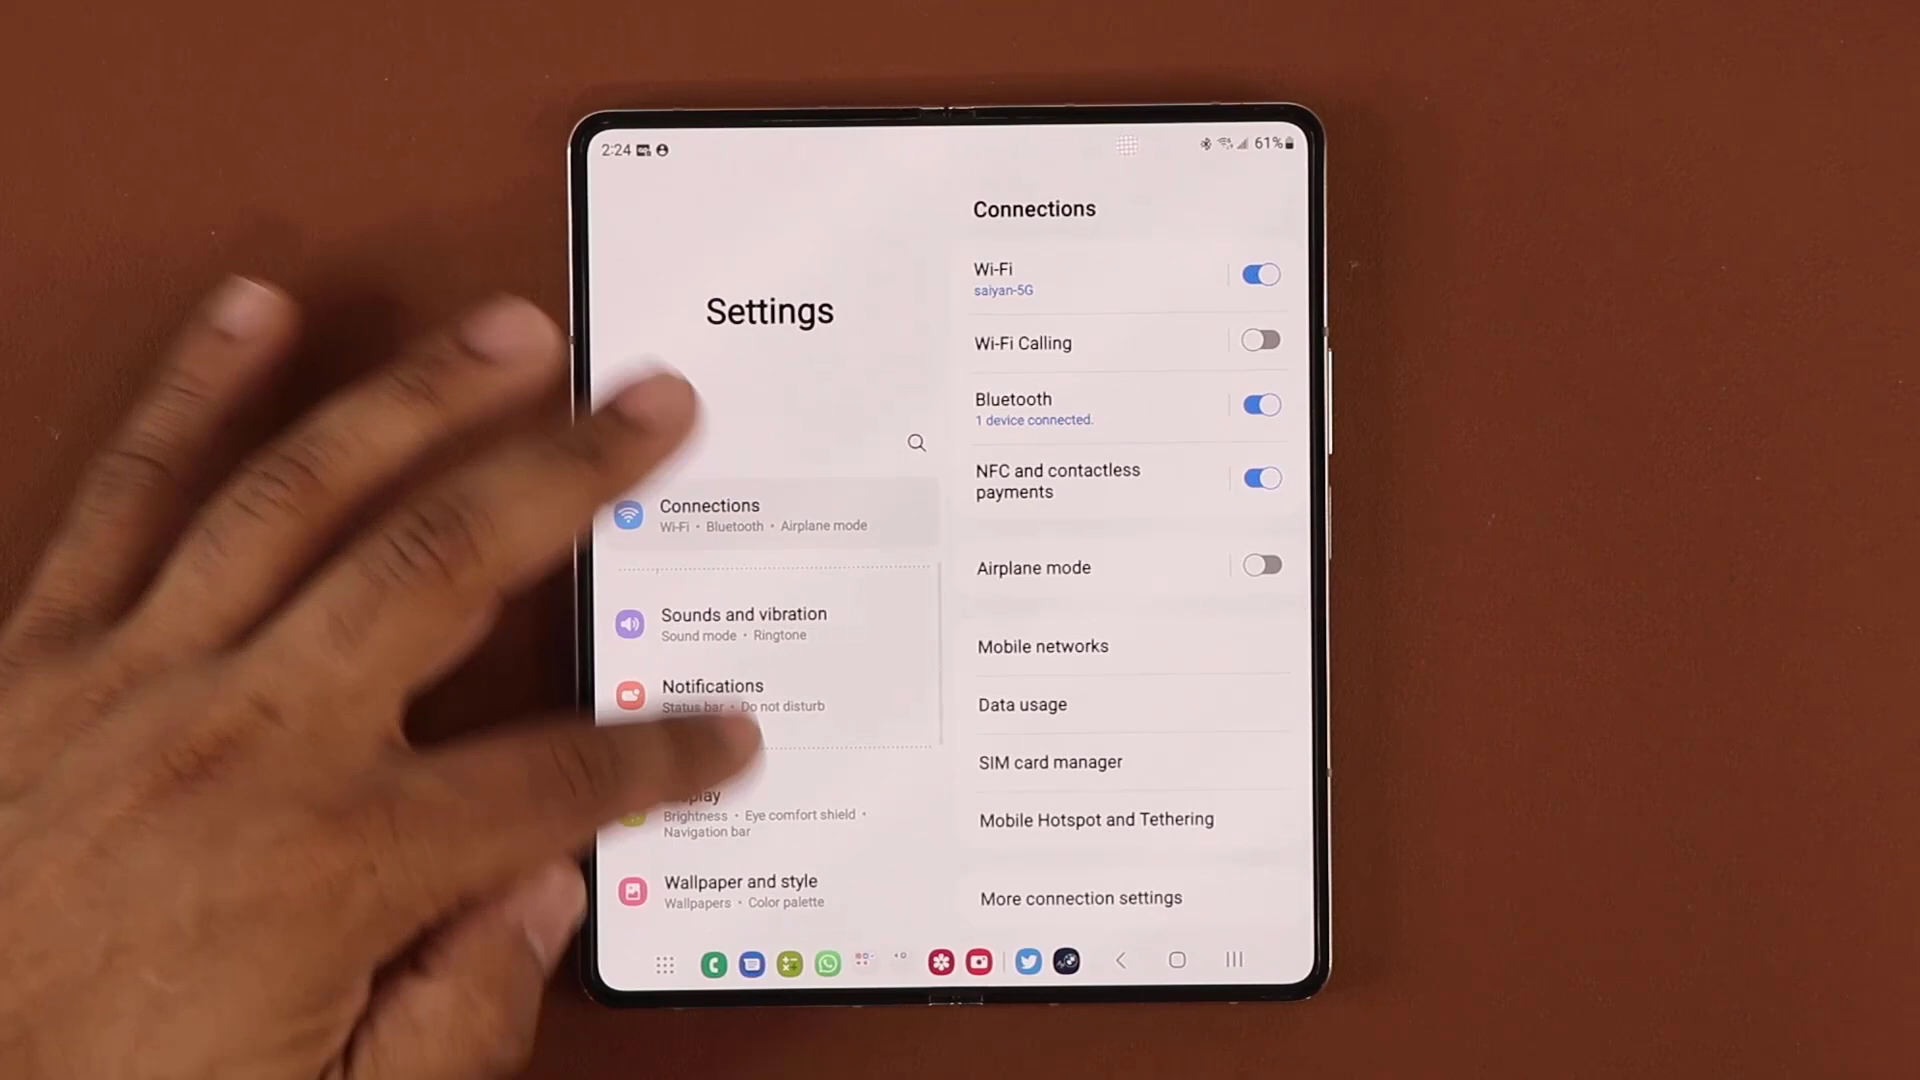 2:24
61%
Settings
Connections
Wi-Fi • Bluetooth • Airplane mode
Sounds and vibration
Sound mode • Ringtone
Notifications
Status bar • Do not disturb
Brightness • Eye comfort shield •
Navigation bar
Wallpaper and style
Wallpapers • Color palette
Connections
Wi-Fi
saiyan-5G
Wi-Fi Calling
Bluetooth
1 device connected.
NFC and contactless
payments
Airplane mode
Mobile networks
Data usage
SIM card manager
Mobile Hotspot and Tethering
More connection settings